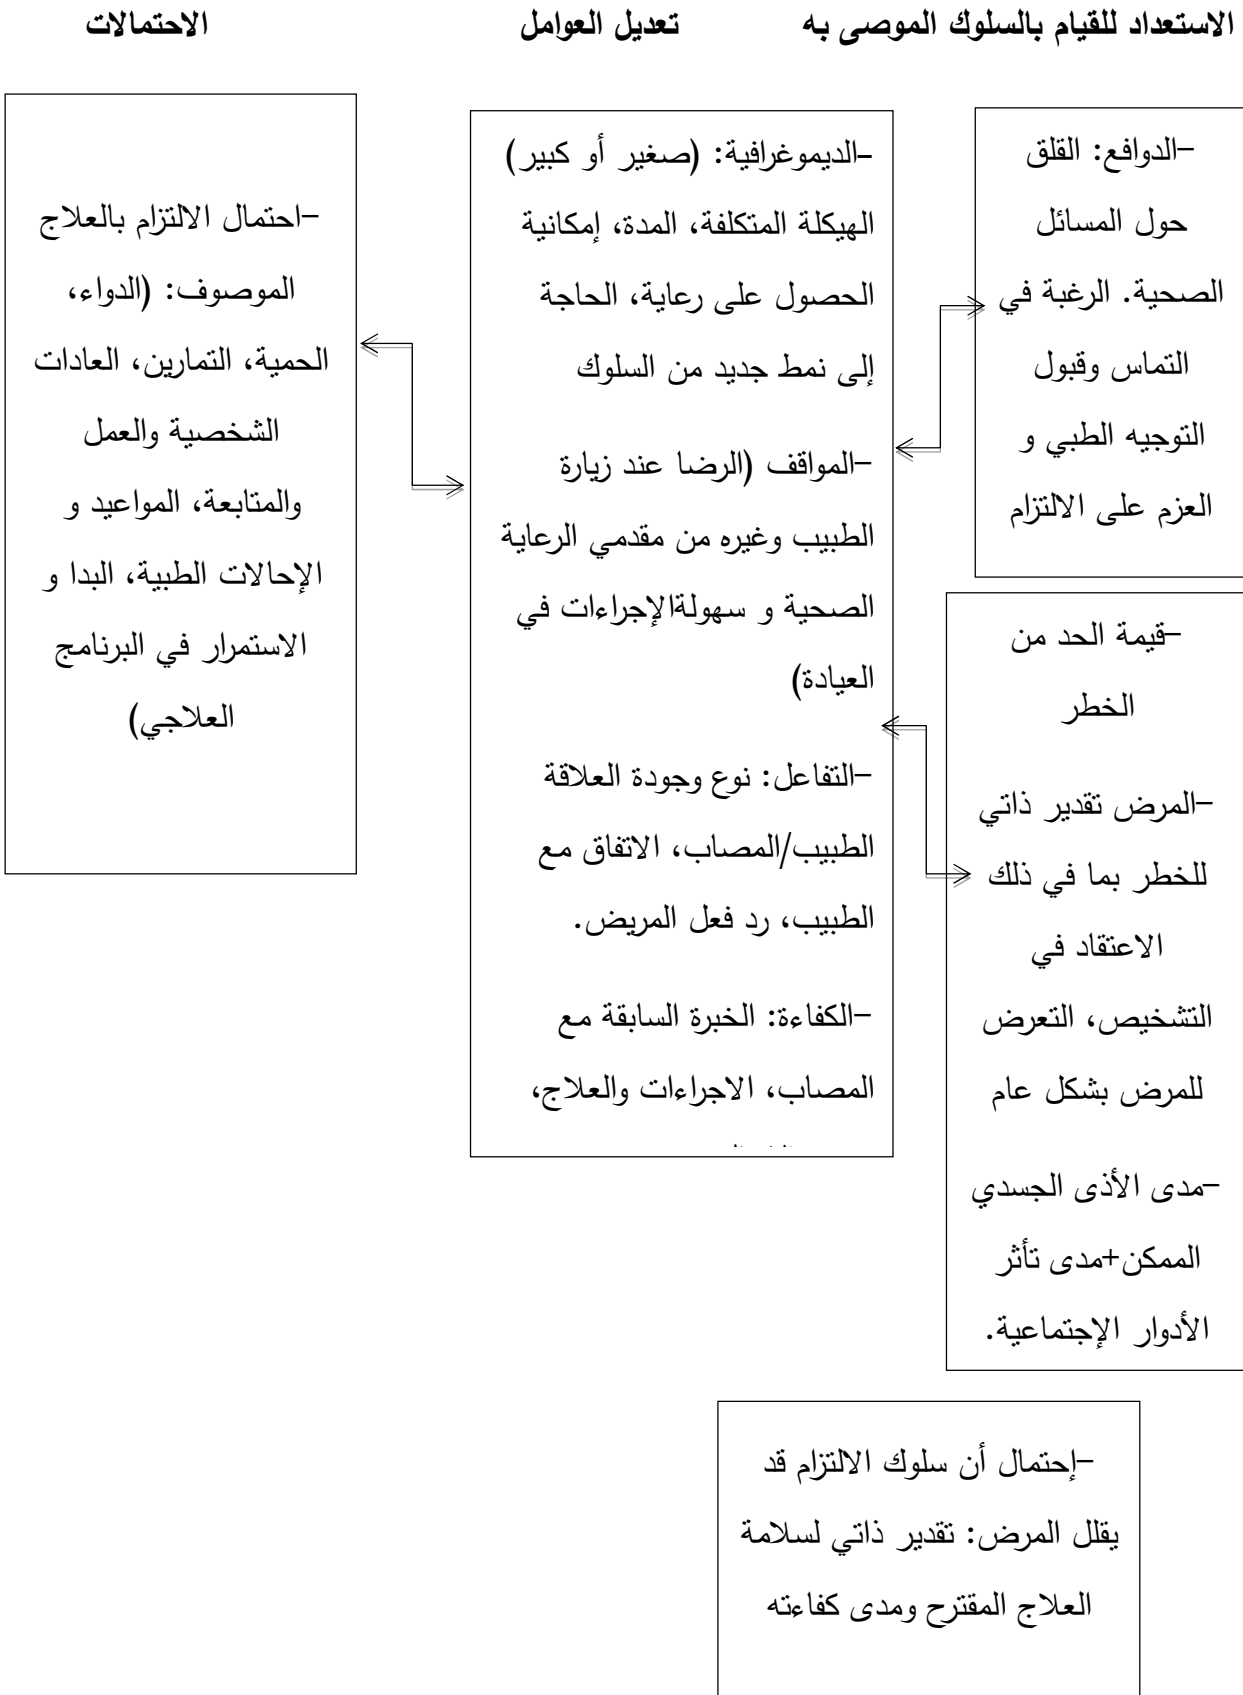 الاستعداد للقيام بالسلوك الموصى به
تعديل العوامل
الاحتمالات
–الدوافع: القلق
حول المسائل
الصحية. الرغبة في
التماس وقبول
التوجيه الطبي و
العزم على الالتزام
–قيمة الحد من
الخطر
–المرض تقدير ذاتي
للخطر بما في ذلك
الاعتقاد في
التشخيص، التعرض
للمرض بشكل عام
–مدى الأذى الجسدي
الممكن+مدى تأثر
الأدوار الإجتماعية.
–الديموغرافية: (صغير أو كبير)
الهيكلة المتكلفة، المدة، إمكانية
الحصول على رعاية، الحاجة
إلى نمط جديد من السلوك
–المواقف (الرضا عند زيارة
الطبيب وغيره من مقدمي الرعاية
الصحية و سهولةالإجراءات في
العيادة)
–التفاعل: نوع وجودة العلاقة
الطبيب/المصاب، الاتفاق مع
الطبيب، رد فعل المريض.
–الكفاءة: الخبرة السابقة مع
المصاب، الاجراءات والعلاج،
–احتمال الالتزام بالعلاج
الموصوف: (الدواء،
الحمية، التمارين، العادات
الشخصية والعمل
والمتابعة، المواعيد و
الإحالات الطبية، البدا و
الاستمرار في البرنامج
العلاجي)
–إحتمال أن سلوك الالتزام قد
يقلل المرض: تقدير ذاتي لسلامة
العلاج المقترح ومدى كفاءته